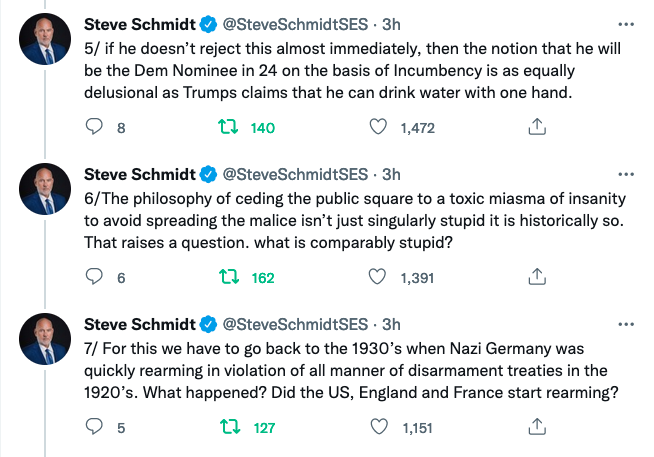 Steve Schmidt @SteveSchmidtSES · 3h
5/ if he doesn’t reject this almost immediately, then the notion that he will
be the Dem Nominee in 24 on the basis of Incumbency is as equally
delusional as Trumps claims that he can drink water with one hand.
8 140 1,472
Steve Schmidt @SteveSchmidtSES · 3h
6/The philosophy of ceding the public square to a toxic miasma of insanity
to avoid spreading the malice isn’t just singularly stupid it is historically so.
That raises a question. what is comparably stupid?
6 162 1,391
Steve Schmidt @SteveSchmidtSES · 3h
7/ For this we have to go back to the 1930’s when Nazi Germany was
quickly rearming in violation of all manner of disarmament treaties in the
1920’s. What happened? Did the US, England and France start rearming?
5 127 1,151